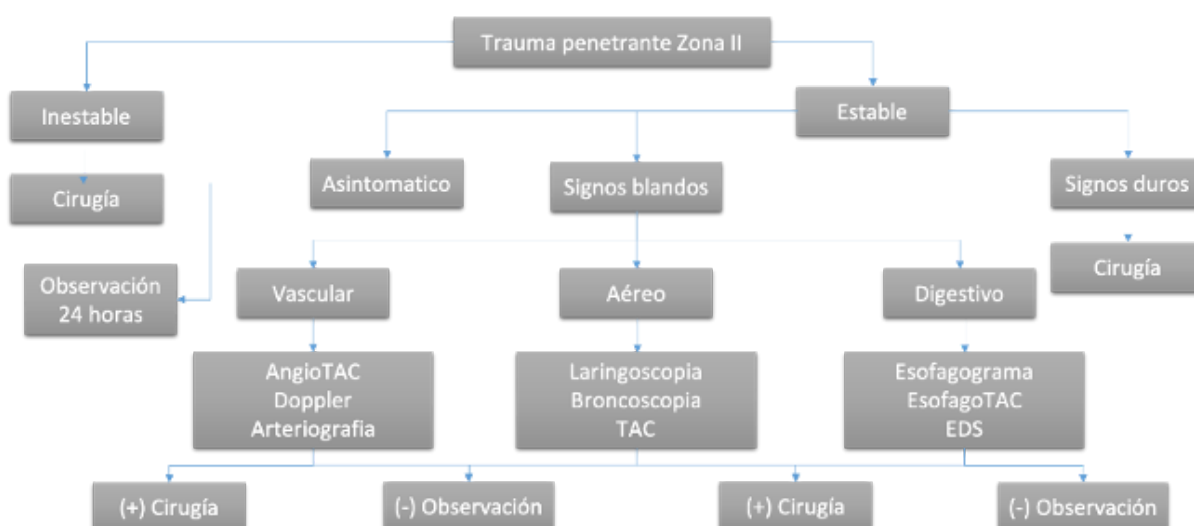 Trauma penetrante Zona II
Inestable
Estable
Asintomatico
Signos blandos
Signos duros
Cirugía
Cirugía
Observación
24 horas
Vascular
Aéreo
Digestivo
AngioTAC
Doppler
Arteriografia
Laringoscopia
Broncoscopia
TAC
Esofagograma
EsofagoTAC
EDS
(+) Cirugía
(-) Observación
(+) Cirugía
(-) Observación